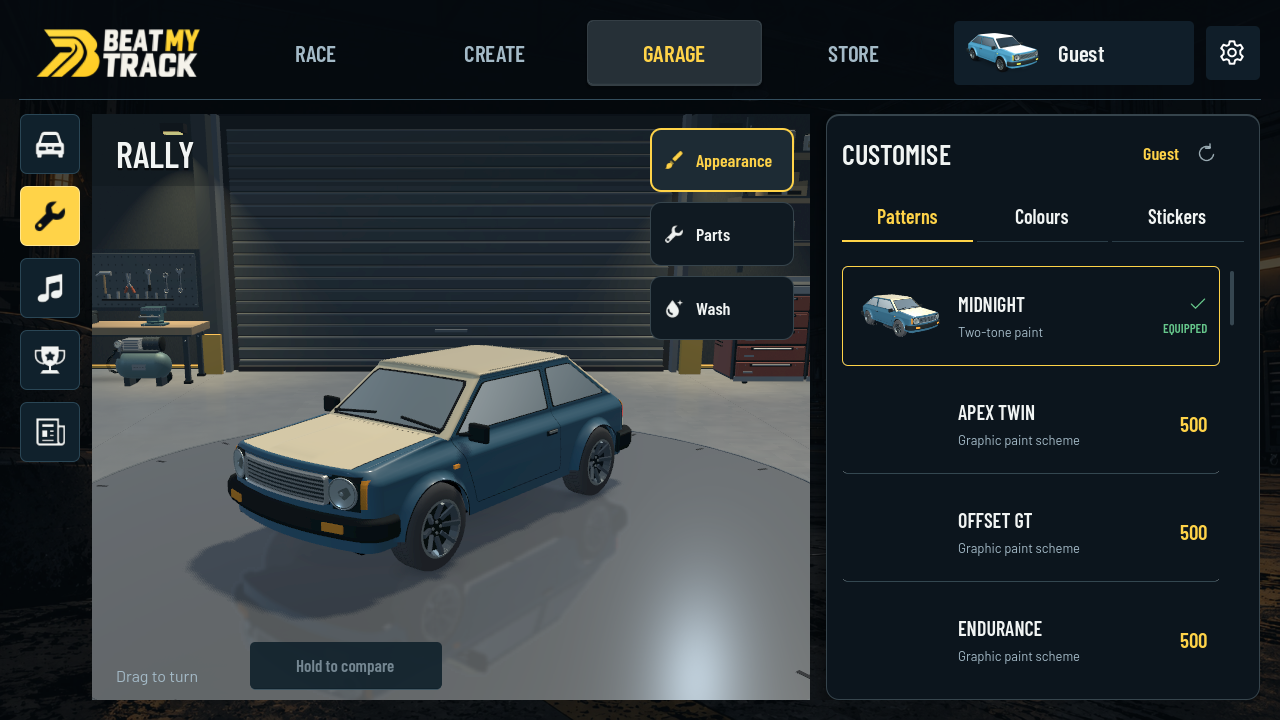 BEAT MY
TRACK
RACE
CREATE
GARAGE
STORE
Guest
RALLY
Appearance
Parts
Wash
Drag to turn
Hold to compare
CUSTOMISE
Guest
Patterns
Colours
Stickers
MIDNIGHT
Two-tone paint
EQUIPPED
APEX TWIN
Graphic paint scheme
500
OFFSET GT
Graphic paint scheme
500
ENDURANCE
Graphic paint scheme
500